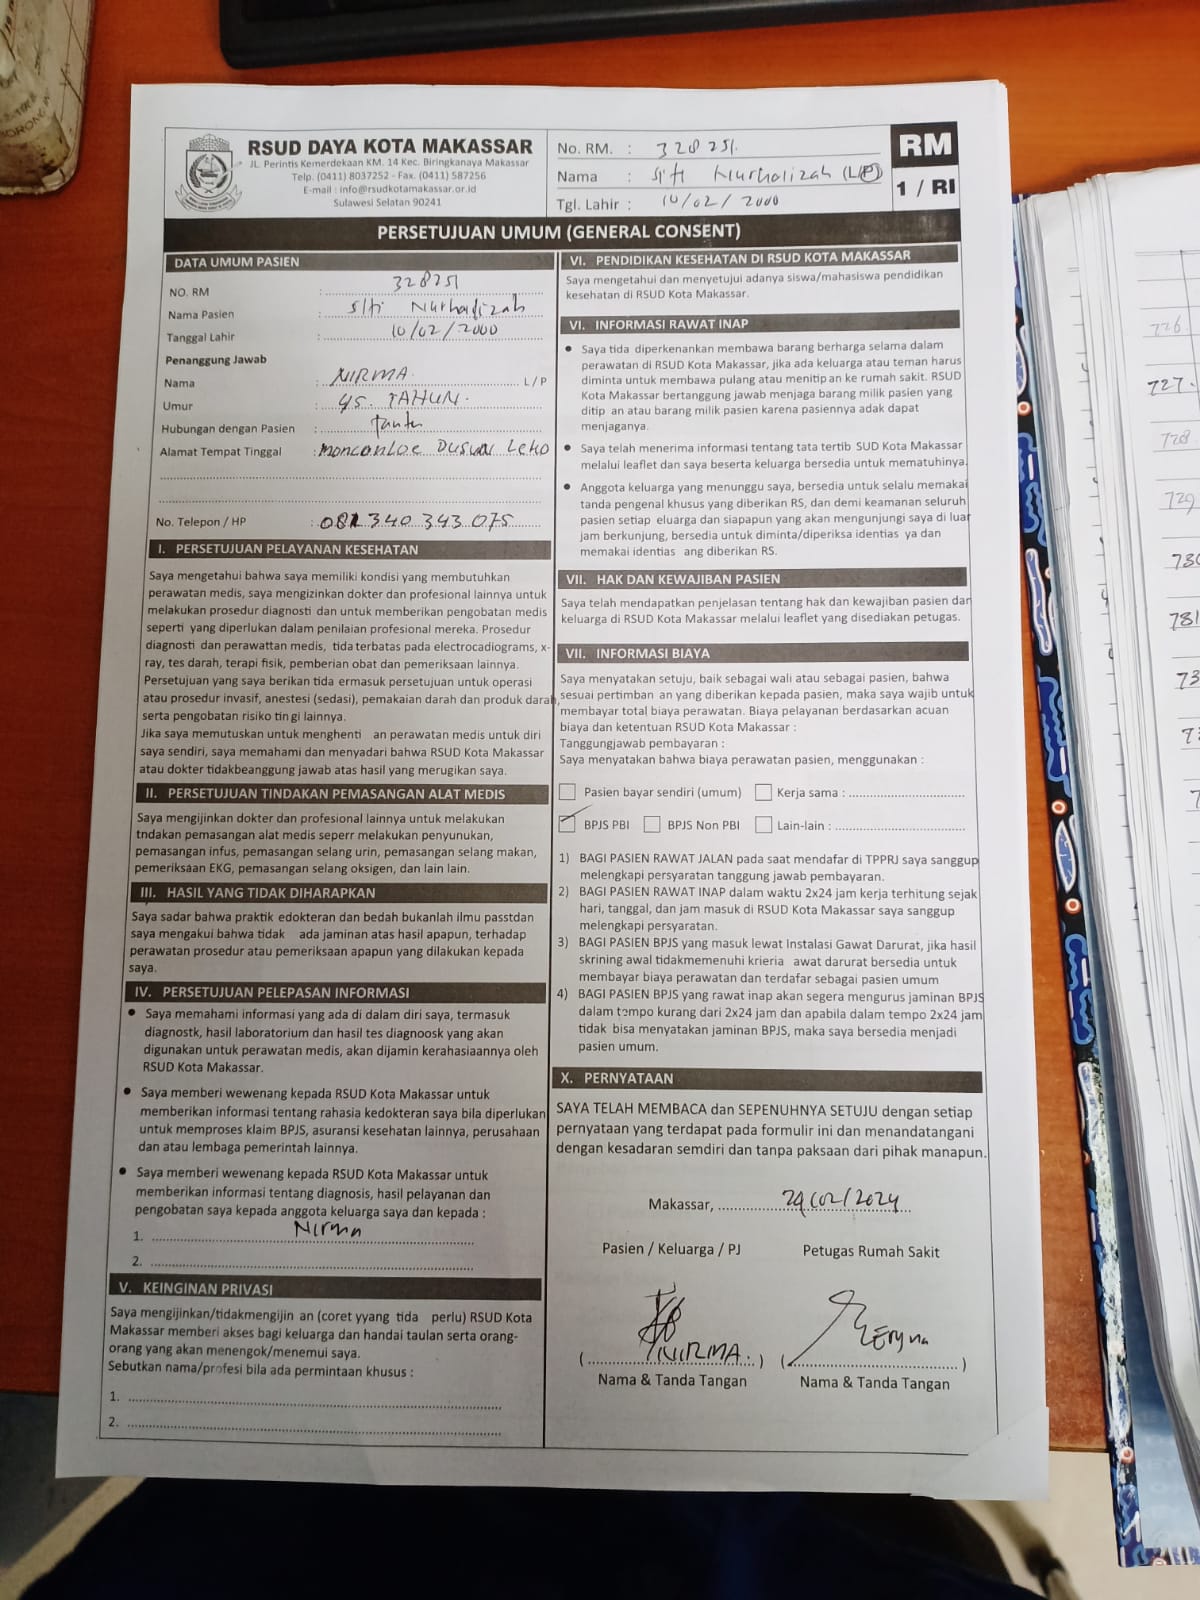 RSUD DAYA KOTA MAKASSAR
JL. Perintis Kemerdekaan KM. 14 Kec. Biringkanaya Makassar
Telp. (0411) 8037252 - Fax. (0411) 587256
E-mail : info@rsudkotamakassar.or.id
Sulawesi Selatan 90241
No. RM. : 328251
Nama : Siti Nurhalizah (L/P)
Tgl. Lahir : 10/02/2000
RM
1 / RI
PERSETUJUAN UMUM (GENERAL CONSENT)
DATA UMUM PASIEN
NO. RM : 328251
Nama Pasien : Siti Nurhalizah
Tanggal Lahir : 10/02/2000
Penanggung Jawab
Nama : NIRMA. L / P
Umur : 45. TAHUN.
Hubungan dengan Pasien : Tante
Alamat Tempat Tinggal : Moncongloe Dusun Leko
No. Telepon / HP : 081 340 343 075
I. PERSETUJUAN PELAYANAN KESEHATAN
Saya mengetahui bahwa saya memiliki kondisi yang membutuhkan
perawatan medis, saya mengizinkan dokter dan profesional lainnya untuk
melakukan prosedur diagnosti dan untuk memberikan pengobatan medis
seperti yang diperlukan dalam penilaian profesional mereka. Prosedur
diagnosti dan perawattan medis, tida terbatas pada electrocadiograms, x-
ray, tes darah, terapi fisik, pemberian obat dan pemeriksaan lainnya.
Persetujuan yang saya berikan tida ermasuk persetujuan untuk operasi
atau prosedur invasif, anestesi (sedasi), pemakaian darah dan produk darah,
serta pengobatan risiko tin gi lainnya.
Jika saya memutuskan untuk menghenti an perawatan medis untuk diri
saya sendiri, saya memahami dan menyadari bahwa RSUD Kota Makassar
atau dokter tidakbeanggung jawab atas hasil yang merugikan saya.
II. PERSETUJUAN TINDAKAN PEMASANGAN ALAT MEDIS
Saya mengijinkan dokter dan profesional lainnya untuk melakukan
tndakan pemasangan alat medis seperr melakukan penyunukan,
pemasangan infus, pemasangan selang urin, pemasangan selang makan,
pemeriksaan EKG, pemasangan selang oksigen, dan lain lain.
III. HASIL YANG TIDAK DIHARAPKAN
Saya sadar bahwa praktik edokteran dan bedah bukanlah ilmu passtdan
saya mengakui bahwa tidak ada jaminan atas hasil apapun, terhadap
perawatan prosedur atau pemeriksaan apapun yang dilakukan kepada
saya.
IV. PERSETUJUAN PELEPASAN INFORMASI
• Saya memahami informasi yang ada di dalam diri saya, termasuk
diagnostk, hasil laboratorium dan hasil tes diagnoosk yang akan
digunakan untuk perawatan medis, akan dijamin kerahasiaannya oleh
RSUD Kota Makassar.
• Saya memberi wewenang kepada RSUD Kota Makassar untuk
memberikan informasi tentang rahasia kedokteran saya bila diperlukan
untuk memproses klaim BPJS, asuransi kesehatan lainnya, perusahaan
dan atau lembaga pemerintah lainnya.
• Saya memberi wewenang kepada RSUD Kota Makassar untuk
memberikan informasi tentang diagnosis, hasil pelayanan dan
pengobatan saya kepada anggota keluarga saya dan kepada :
1. Nirma
2.
V. KEINGINAN PRIVASI
Saya mengijinkan/tidakmengijin an (coret yyang tida perlu) RSUD Kota
Makassar memberi akses bagi keluarga dan handai taulan serta orang-
orang yang akan menengok/menemui saya.
Sebutkan nama/profesi bila ada permintaan khusus :
1.
2.
VI. PENDIDIKAN KESEHATAN DI RSUD KOTA MAKASSAR
Saya mengetahui dan menyetujui adanya siswa/mahasiswa pendidikan
kesehatan di RSUD Kota Makassar.
VI. INFORMASI RAWAT INAP
• Saya tida diperkenankan membawa barang berharga selama dalam
perawatan di RSUD Kota Makassar, jika ada keluarga atau teman harus
diminta untuk membawa pulang atau menitip an ke rumah sakit. RSUD
Kota Makassar bertanggung jawab menjaga barang milik pasien yang
ditip an atau barang milik pasien karena pasiennya adak dapat
menjaganya.
• Saya telah menerima informasi tentang tata tertib SUD Kota Makassar
melalui leaflet dan saya beserta keluarga bersedia untuk mematuhinya.
• Anggota keluarga yang menunggu saya, bersedia untuk selalu memakai
tanda pengenal khusus yang diberikan RS, dan demi keamanan seluruh
pasien setiap eluarga dan siapapun yang akan mengunjungi saya di luar
jam berkunjung, bersedia untuk diminta/diperiksa identias ya dan
memakai identias ang diberikan RS.
VII. HAK DAN KEWAJIBAN PASIEN
Saya telah mendapatkan penjelasan tentang hak dan kewajiban pasien dan
keluarga di RSUD Kota Makassar melalui leaflet yang disediakan petugas.
VII. INFORMASI BIAYA
Saya menyatakan setuju, baik sebagai wali atau sebagai pasien, bahwa
sesuai pertimban an yang diberikan kepada pasien, maka saya wajib untuk
membayar total biaya perawatan. Biaya pelayanan berdasarkan acuan
biaya dan ketentuan RSUD Kota Makassar :
Tanggungjawab pembayaran :
Saya menyatakan bahwa biaya perawatan pasien, menggunakan :
Pasien bayar sendiri (umum) Kerja sama :
BPJS PBI BPJS Non PBI Lain-lain :
1) BAGI PASIEN RAWAT JALAN pada saat mendafar di TPPRJ saya sanggup
melengkapi persyaratan tanggung jawab pembayaran.
2) BAGI PASIEN RAWAT INAP dalam waktu 2x24 jam kerja terhitung sejak
hari, tanggal, dan jam masuk di RSUD Kota Makassar saya sanggup
melengkapi persyaratan.
3) BAGI PASIEN BPJS yang masuk lewat Instalasi Gawat Darurat, jika hasil
skrining awal tidakmemenuhi krieria awat darurat bersedia untuk
membayar biaya perawatan dan terdafar sebagai pasien umum
4) BAGI PASIEN BPJS yang rawat inap akan segera mengurus jaminan BPJS
dalam tempo kurang dari 2x24 jam dan apabila dalam tempo 2x24 jam
tidak bisa menyatakan jaminan BPJS, maka saya bersedia menjadi
pasien umum.
X. PERNYATAAN
SAYA TELAH MEMBACA dan SEPENUHNYA SETUJU dengan setiap
pernyataan yang terdapat pada formulir ini dan menandatangani
dengan kesadaran semdiri dan tanpa paksaan dari pihak manapun.
Makassar, 29/02/2024
Pasien / Keluarga / PJ Petugas Rumah Sakit
( NIRMA. ) ( )
Nama & Tanda Tangan Nama & Tanda Tangan
726
727.
728
729
730
781